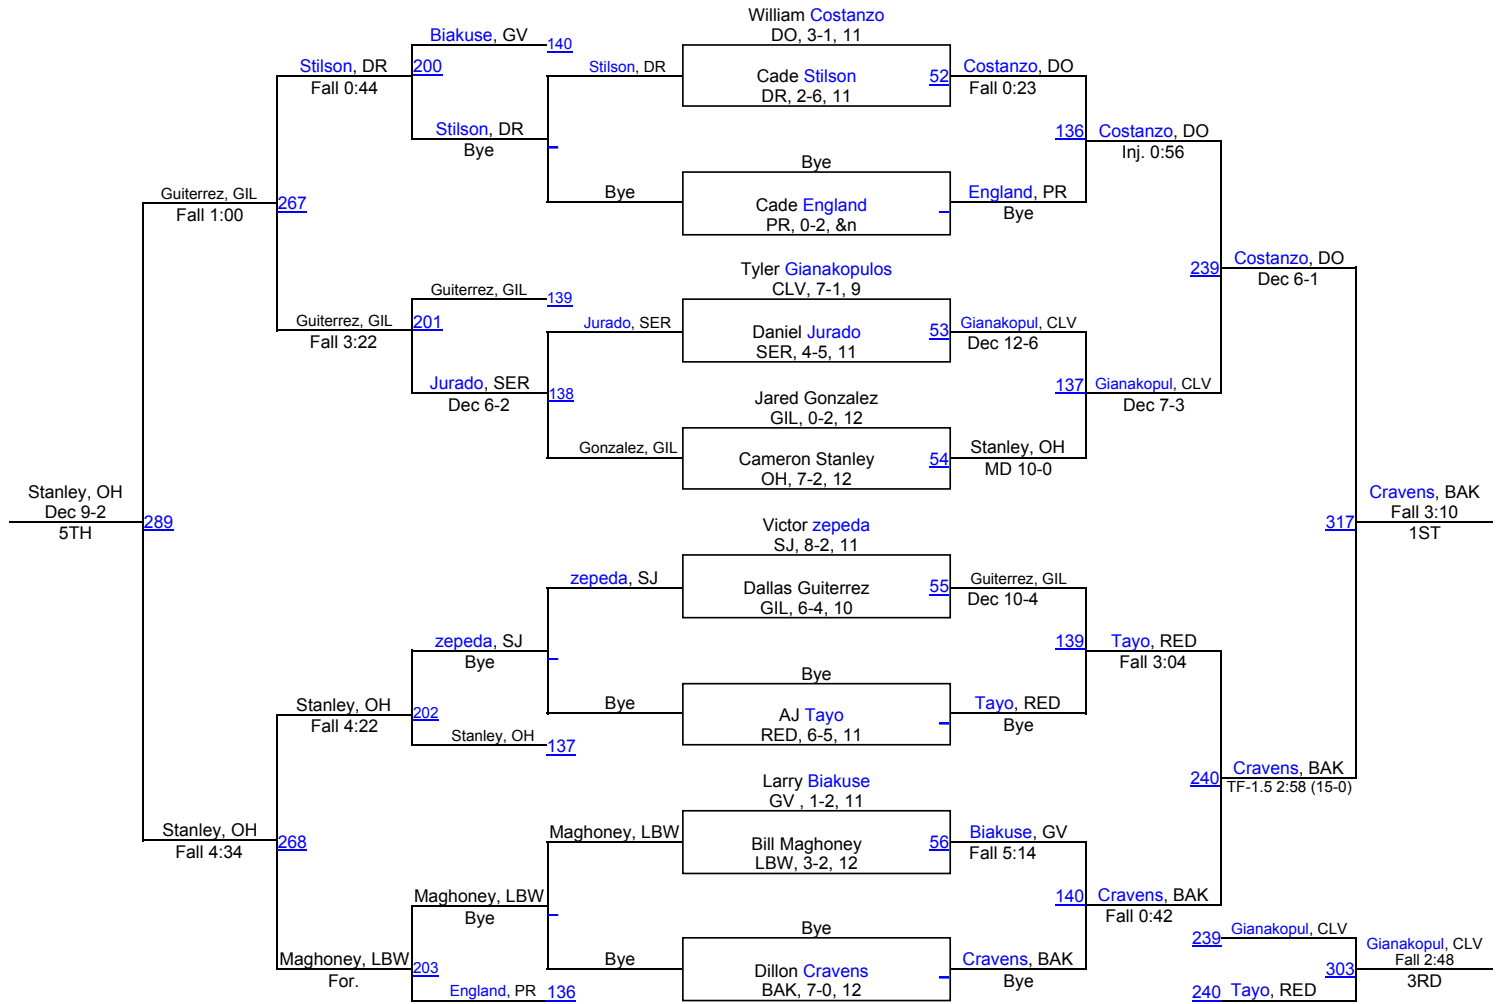 William Costanzo
DO, 3-1, 11
Biakuse, GV
140
Stilson, DR
200
Fall 0:44
Stilson, DR
Cade Stilson
DR, 2-6, 11
52
Costanzo, DO
Fall 0:23
Stilson, DR
Bye
136
Costanzo, DO
Inj. 0:56
Bye
Bye
Cade England
PR, 0-2, &n
England, PR
Bye
Guiterrez, GIL
Fall 1:00
267
Tyler Gianakopulos
CLV, 7-1, 9
239
Costanzo, DO
Dec 6-1
Guiterrez, GIL
139
Guiterrez, GIL
201
Fall 3:22
Jurado, SER
Daniel Jurado
SER, 4-5, 11
53
Gianakopul, CLV
Dec 12-6
Jurado, SER
Dec 6-2
138
Jared Gonzalez
GIL, 0-2, 12
137
Gianakopul, CLV
Dec 7-3
Gonzalez, GIL
Cameron Stanley
OH, 7-2, 12
54
Stanley, OH
MD 10-0
Stanley, OH
Dec 9-2
5TH
289
Victor zepeda
SJ, 8-2, 11
317
Cravens, BAK
Fall 3:10
1ST
zepeda, SJ
Dallas Guiterrez
GIL, 6-4, 10
55
Guiterrez, GIL
Dec 10-4
zepeda, SJ
Bye
139
Tayo, RED
Fall 3:04
Bye
Bye
AJ Tayo
RED, 6-5, 11
Tayo, RED
Bye
Stanley, OH
Fall 4:22
202
Stanley, OH
137
Larry Biakuse
GV , 1-2, 11
240
Cravens, BAK
TF-1.5 2:58 (15-0)
Stanley, OH
Fall 4:34
268
Maghoney, LBW
Bill Maghoney
LBW, 3-2, 12
56
Biakuse, GV
Fall 5:14
Maghoney, LBW
Bye
140
Cravens, BAK
Fall 0:42
Bye
Bye
Dillon Cravens
BAK, 7-0, 12
Cravens, BAK
Bye
Maghoney, LBW
For.
203
England, PR
136
239
Gianakopul, CLV
303
Gianakopul, CLV
Fall 2:48
3RD
240
Tayo, RED